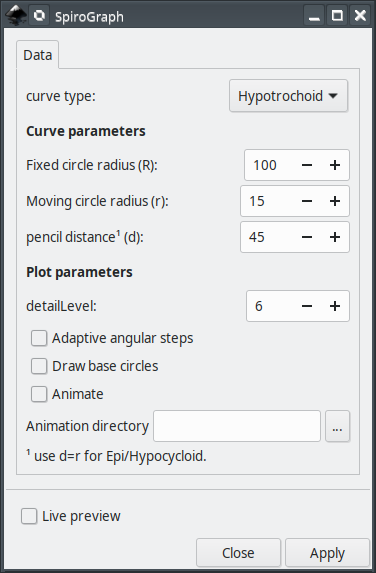 SpiroGraph
Data
curve type: Hypotrochoid
Curve parameters
Fixed circle radius (R): 100
Moving circle radius (r): 15
pencil distance¹ (d): 45
Plot parameters
detailLevel: 6
Adaptive angular steps
Draw base circles
Animate
Animation directory ...
¹ use d=r for Epi/Hypocycloid.
Live preview
Close Apply